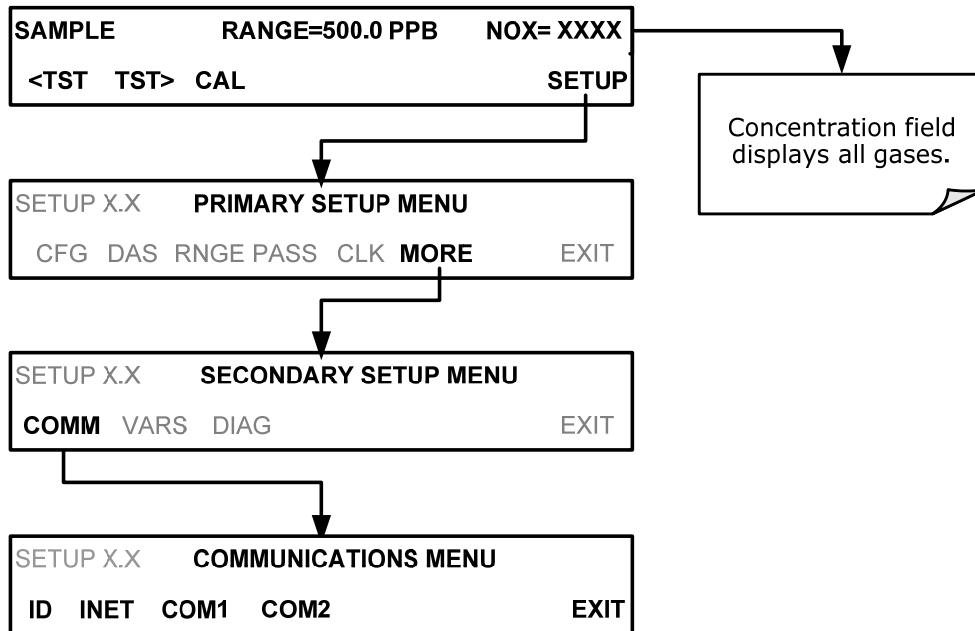 SAMPLE RANGE=500.0 PPB NOX= XXXX
<TST TST> CAL SETUP
Concentration field
displays all gases.
SETUP X.X PRIMARY SETUP MENU
CFG DAS RNGE PASS CLK MORE EXIT
SETUP X.X SECONDARY SETUP MENU
COMM VARS DIAG EXIT
SETUP X.X COMMUNICATIONS MENU
ID INET COM1 COM2 EXIT